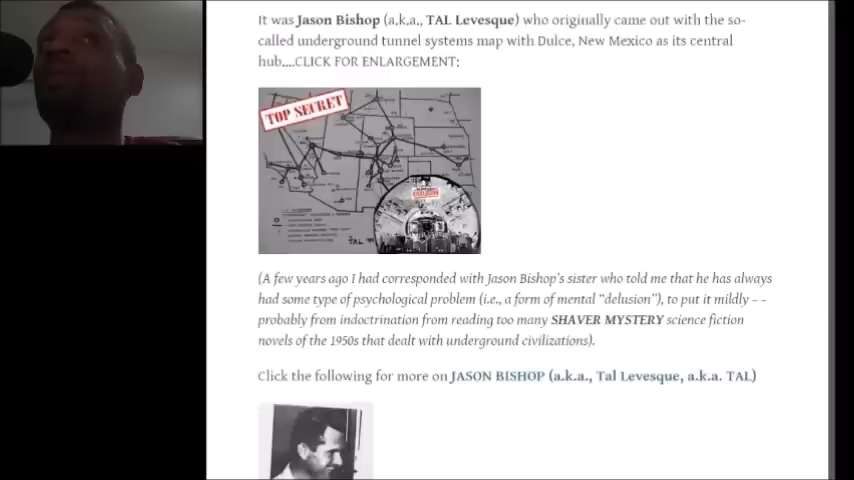 It was Jason Bishop (a.k.a., TAL Levesque) who originally came out with the so-
called underground tunnel systems map with Dulce, New Mexico as its central
hub....CLICK FOR ENLARGEMENT:
TOP SECRET
TAL
(A few years ago I had corresponded with Jason Bishop's sister who told me that he has always
had some type of psychological problem (i.e., a form of mental "delusion"), to put it mildly – –
probably from indoctrination from reading too many SHAVER MYSTERY science fiction
novels of the 1950s that dealt with underground civilizations).
Click the following for more on JASON BISHOP (a.k.a., Tal Levesque, a.k.a. TAL)